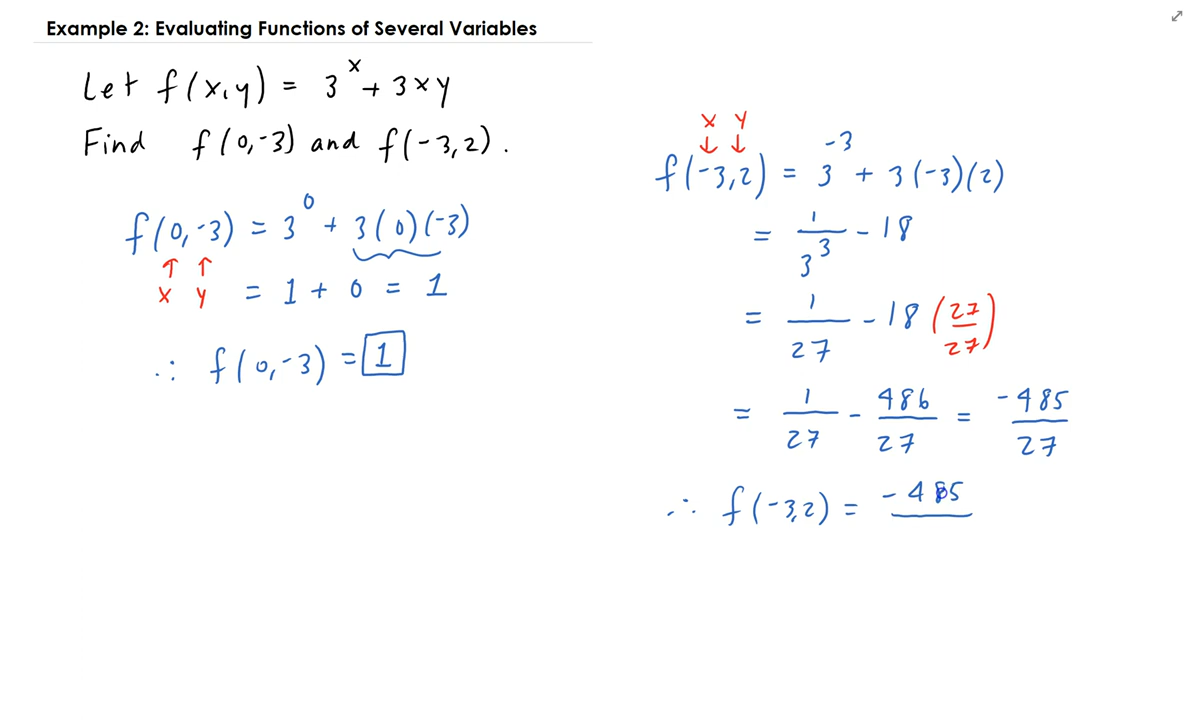 Example 2: Evaluating Functions of Several Variables
Let f(x,y) = 3^x + 3xy
Find f(0,-3) and f(-3,2).
f(0,-3) = 3^0 + 3(0)(-3)
↑ ↑
x y
= 1 + 0 = 1
∴ f(0,-3) = 1
x y
↓ ↓
f(-3,2) = 3^-3 + 3(-3)(2)
= 1/3^3 - 18
= 1/27 - 18 (27/27)
= 1/27 - 486/27 = -485/27
∴ f(-3,2) = -485